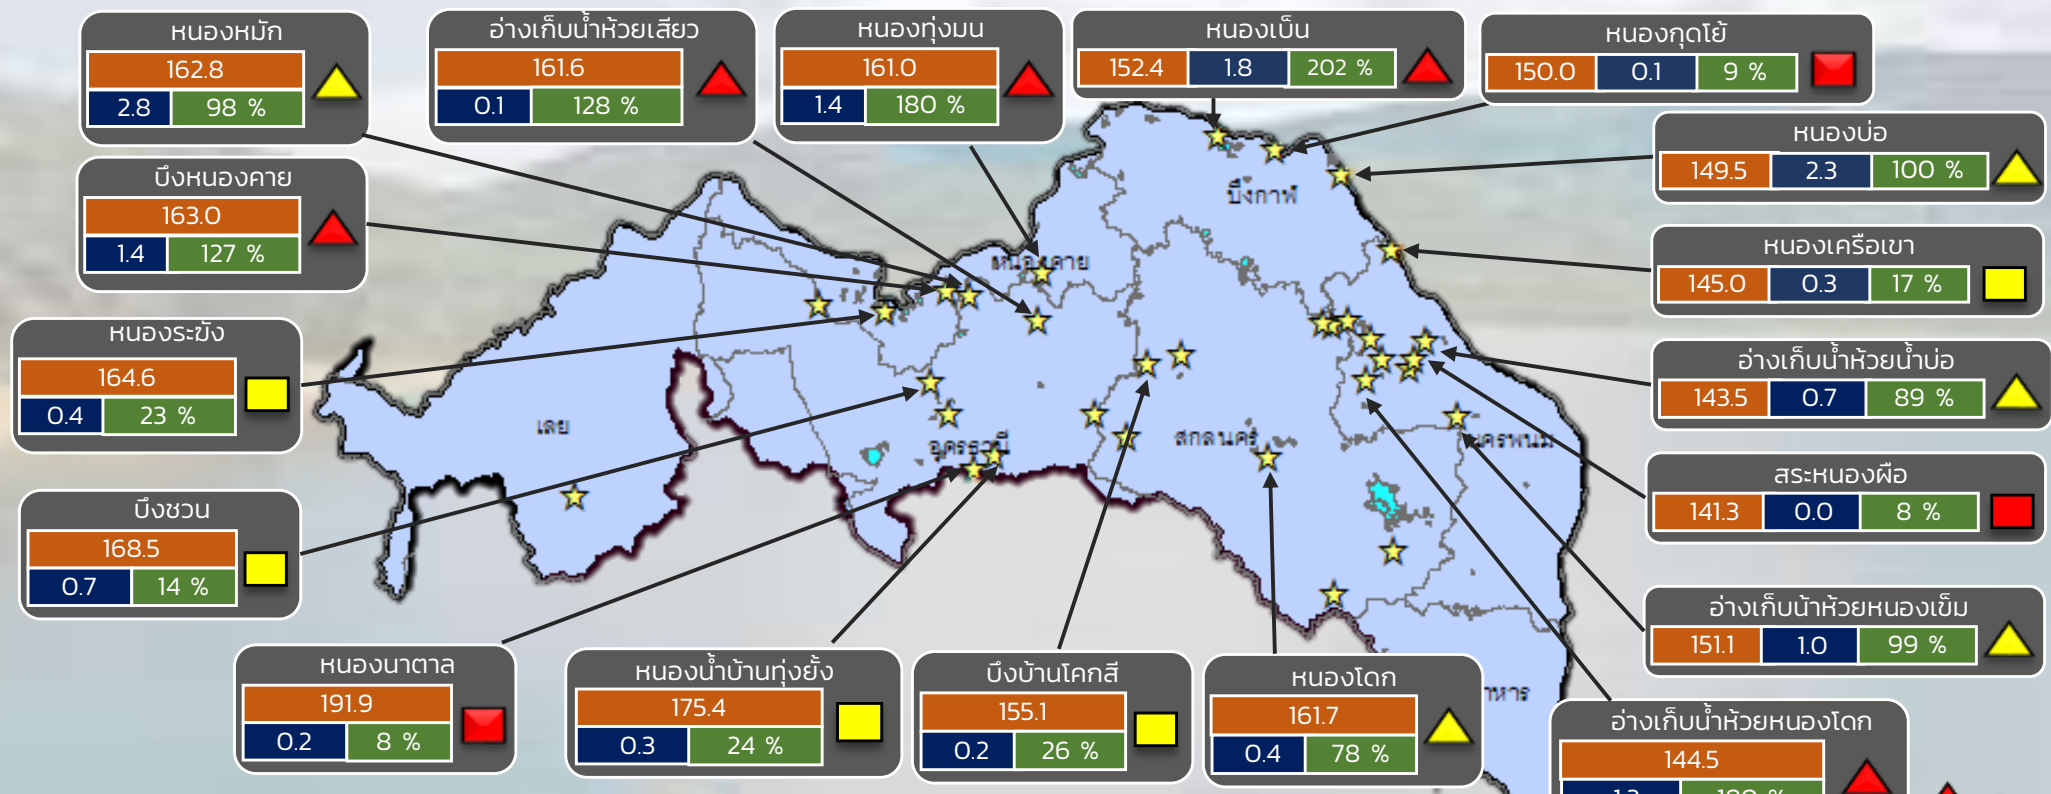 หนองหมัก
162.8
2.8 98 %
อ่างเก็บน้ำห้วยเสียว
161.6
0.1 128 %
หนองทุ่งมน
161.0
1.4 180 %
หนองเบ็น
152.4 1.8 202 %
หนองกุดโย้
150.0 0.1 9 %
หนองบ่อ
149.5 2.3 100 %
บึงหนองคาย
163.0
1.4 127 %
บึงกาฬ
หนองคาย
หนองเครือเขา
145.0 0.3 17 %
หนองระฆัง
164.6
0.4 23 %
อ่างเก็บน้ำห้วยน้ำบ่อ
143.5 0.7 89 %
เลย
อุดรธานี
สกลนคร
นครพนม
สระหนองผือ
141.3 0.0 8 %
บึงชวน
168.5
0.7 14 %
อ่างเก็บน้าห้วยหนองเข็ม
151.1 1.0 99 %
หนองนาตาล
191.9
0.2 8 %
หนองน้ำบ้านทุ่งยั้ง
175.4
0.3 24 %
บึงบ้านโคกสี
155.1
0.2 26 %
หนองโดก
161.7
0.4 78 %
าหาร
อ่างเก็บน้ำห้วยหนองโดก
144.5